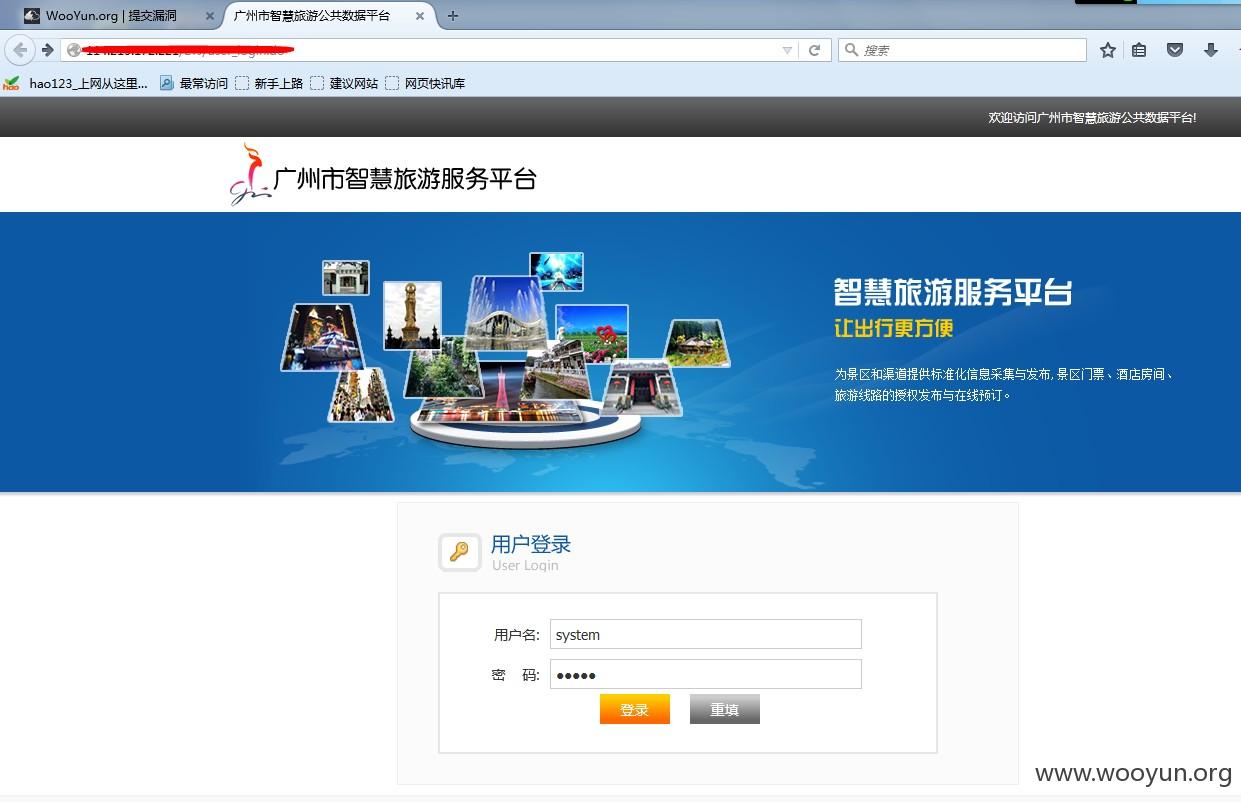 WooYun.org | 提交漏洞
广州市智慧旅游公共数据平台
搜索
hao123_上网从这里... 最常访问 新手上路 建议网站 网页快讯库
欢迎访问广州市智慧旅游公共数据平台!
广州市智慧旅游服务平台
智慧旅游服务平台
让出行更方便
为景区和渠道提供标准化信息采集与发布, 景区门票、酒店房间、
旅游线路的授权发布与在线预订。
用户登录
User Login
用户名: system
密 码: •••••
登录 重填
www.wooyun.org